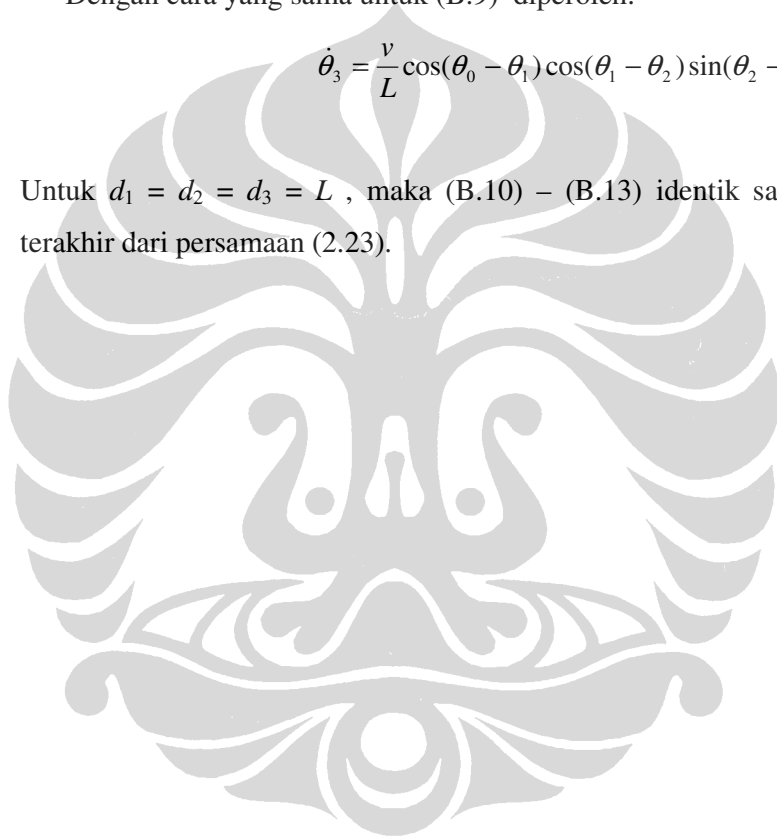 Dengan cara yang sama untuk (B.9) diperoleh:
θ̇₃ = v/L cos(θ₀ − θ₁)cos(θ₁ − θ₂)sin(θ₂ −
Untuk d₁ = d₂ = d₃ = L , maka (B.10) – (B.13) identik sa
terakhir dari persamaan (2.23).